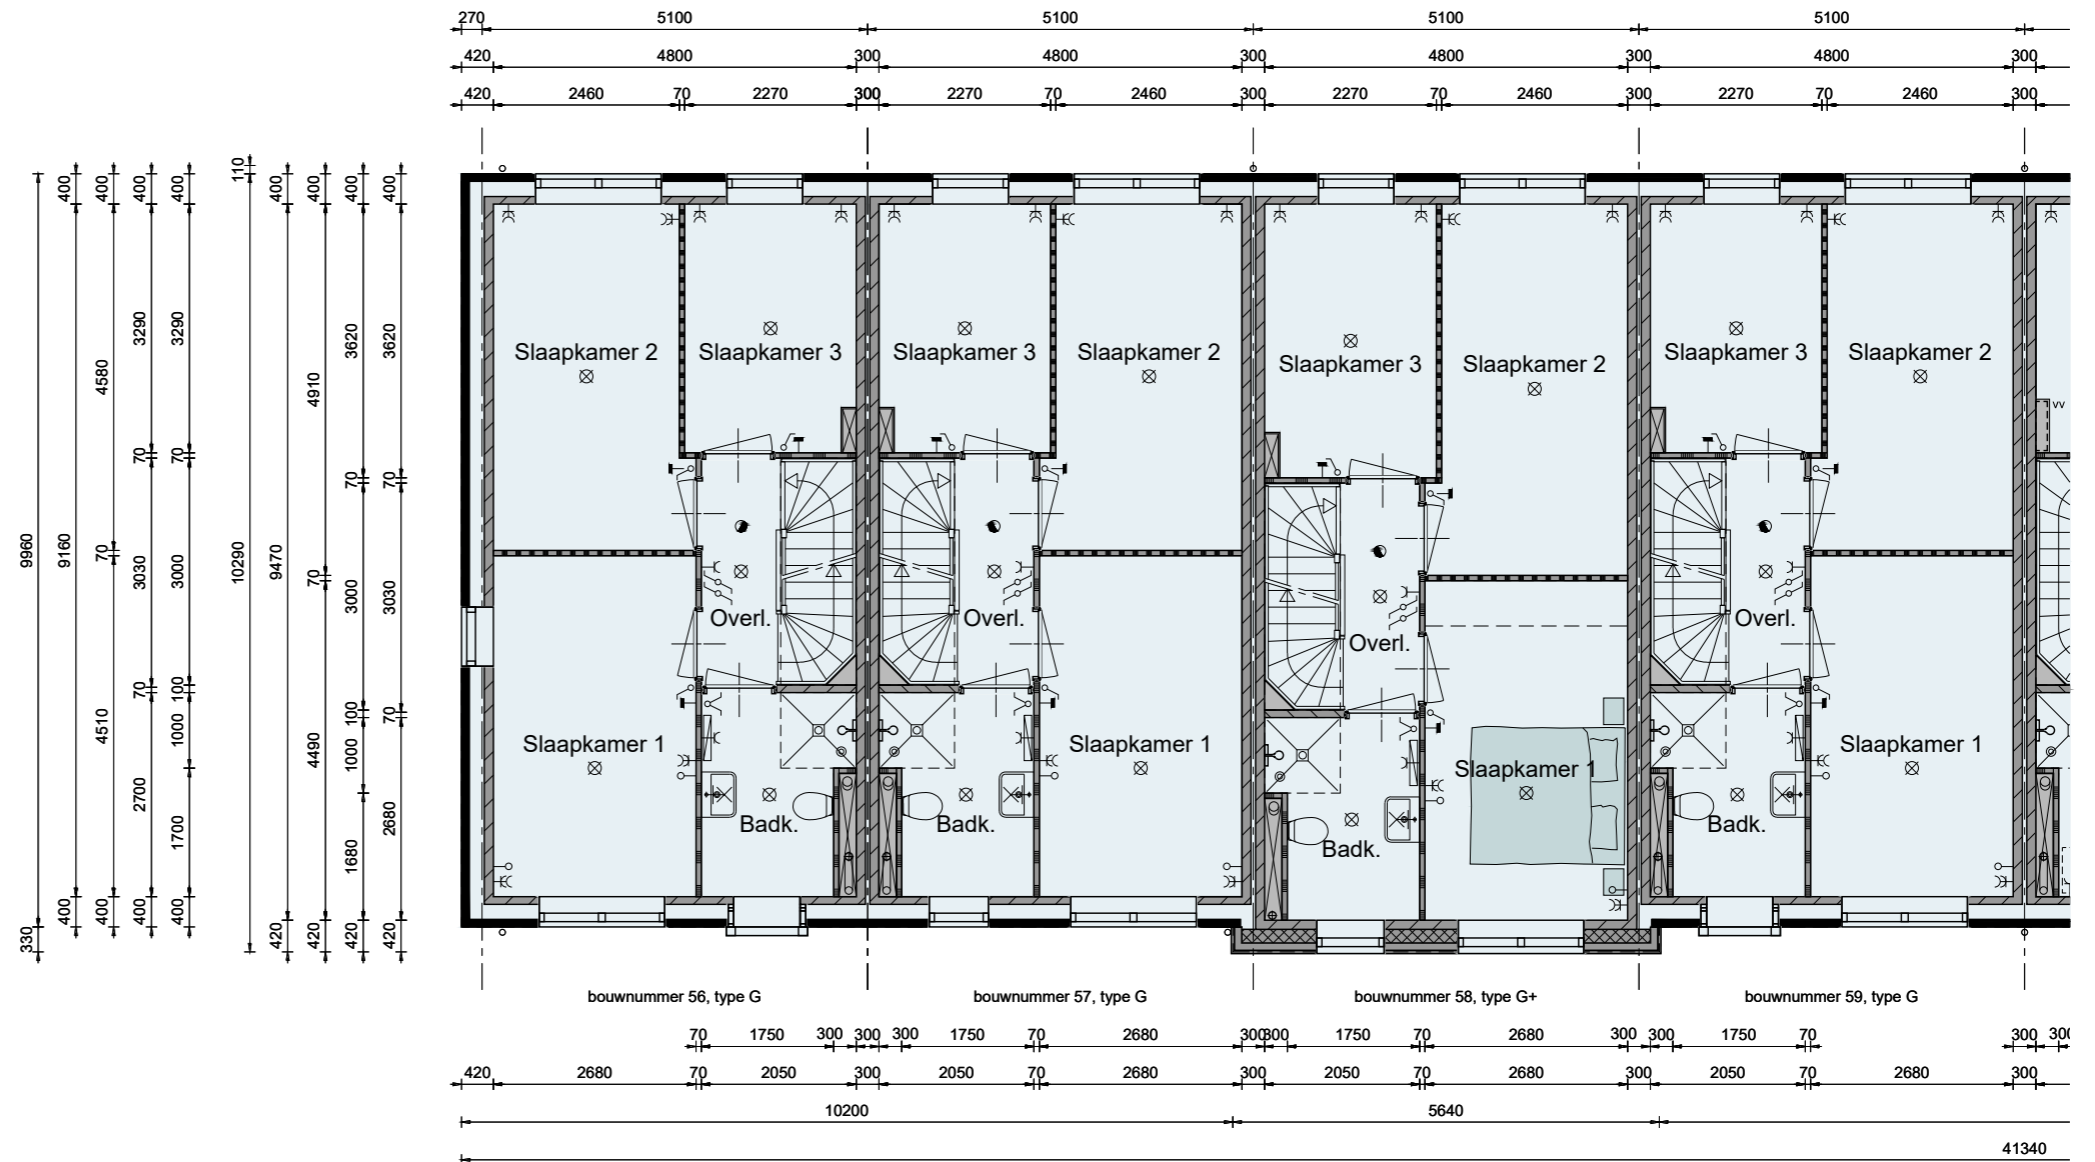 270 5100 5100 5100 5100
420 4800 300 4800 300 4800 300 4800 300
420 2460 70 2270 300 2270 70 2460 300 2270 70 2460 300 2270 70 2460 300
400 400 400 400 110 400 400 400 400
9960 9160 4580 70 4510 3290 70 3030 70 2700 3290 70 3000 100 1000 1700
10290 9470 4910 70 4490 3620 70 3000 100 1000 1680 3620 70 3030 70 2680
330 400 400 400 400 420 420 420 420
Slaapkamer 2 Slaapkamer 3 Slaapkamer 3 Slaapkamer 2 Slaapkamer 3 Slaapkamer 2 Slaapkamer 3 Slaapkamer 2
vv
Overl. Overl. Overl. Overl.
Slaapkamer 1 Slaapkamer 1 Slaapkamer 1 Slaapkamer 1
Badk. Badk. Badk. Badk.
bouwnummer 56, type G bouwnummer 57, type G bouwnummer 58, type G+ bouwnummer 59, type G
70 1750 300 300 300 1750 70 2680 300 300 1750 70 2680 300 300 1750 70 300 300
420 2680 70 2050 300 2050 70 2680 300 2050 70 2680 300 2050 70 2680 300
10200 5640
41340